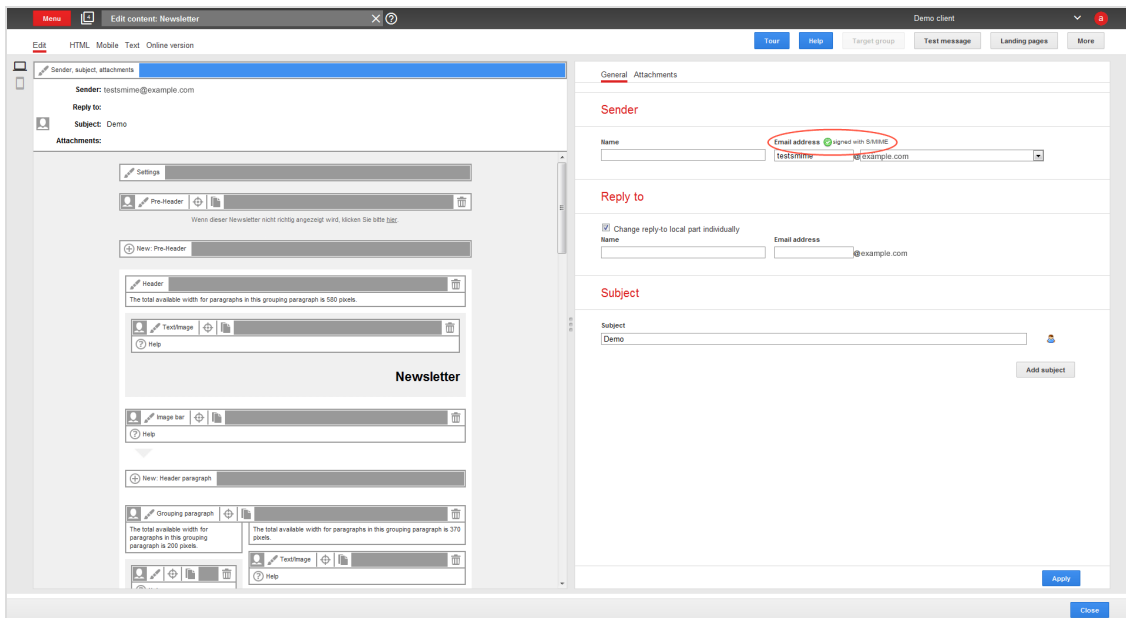 Menu
4
Edit content: Newsletter
Demo client
a
Edit HTML Mobile Text Online version
Tour Help Target group Test message Landing pages More
Sender, subject, attachments
Sender: testsmime@example.com
Reply to:
Subject: Demo
Attachments:
Settings
Pre-Header
Wenn dieser Newsletter nicht richtig angezeigt wird, klicken Sie bitte hier.
New: Pre-Header
Header
The total available width for paragraphs in this grouping paragraph is 580 pixels.
Text/Image
Help
Newsletter
Image bar
Help
New: Header paragraph
Grouping paragraph
The total available width for
paragraphs in this grouping
paragraph is 200 pixels.
The total available width for paragraphs in this grouping paragraph is 370
pixels.
Text/Image
Help
General Attachments
Sender
Name
Email address signed with S/MIME
testsmime @example.com
Reply to
Change reply-to local part individually
Name
Email address
@example.com
Subject
Subject
Demo
Add subject
Apply
Close